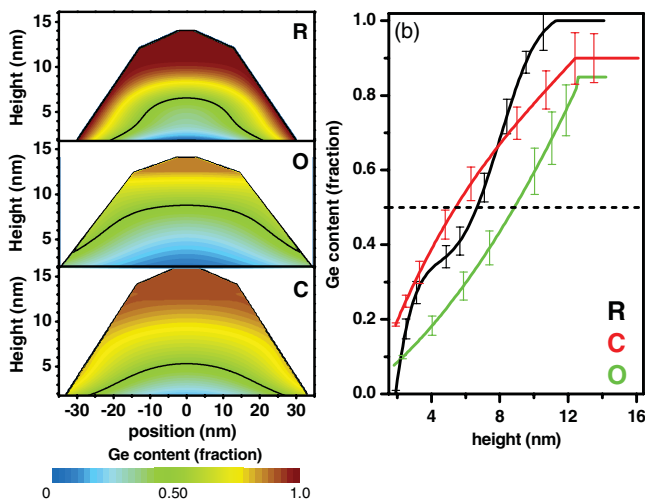 R
Height (nm)
15
10
5
O
Height (nm)
15
10
5
C
Height (nm)
15
10
5
-30 -20 -10 0 10 20 30
position (nm)
Ge content (fraction)
0 0.50 1.0
(b)
Ge content (fraction)
1.0
0.8
0.6
0.4
0.2
0.0
R
C
O
4 8 12 16
height (nm)